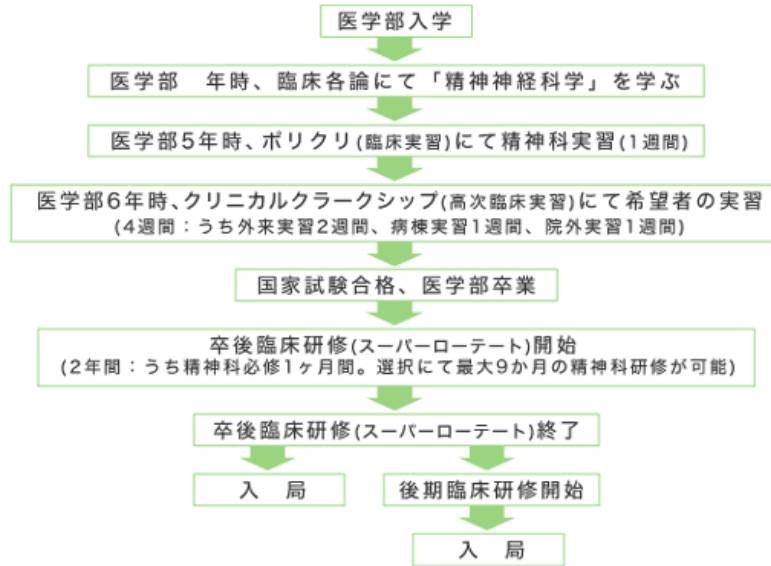 医学部入学
医学部　年時、臨床各論にて「精神神経科学」を学ぶ
医学部5年時、ポリクリ(臨床実習)にて精神科実習(1週間)
医学部6年時、クリニカルクラークシップ(高次臨床実習)にて希望者の実習
(4週間：うち外来実習2週間、病棟実習1週間、院外実習1週間)
国家試験合格、医学部卒業
卒後臨床研修(スーパーローテート)開始
(2年間：うち精神科必修1ヶ月間。選択にて最大9か月の精神科研修が可能)
卒後臨床研修(スーパーローテート)終了
入　局
後期臨床研修開始
入　局